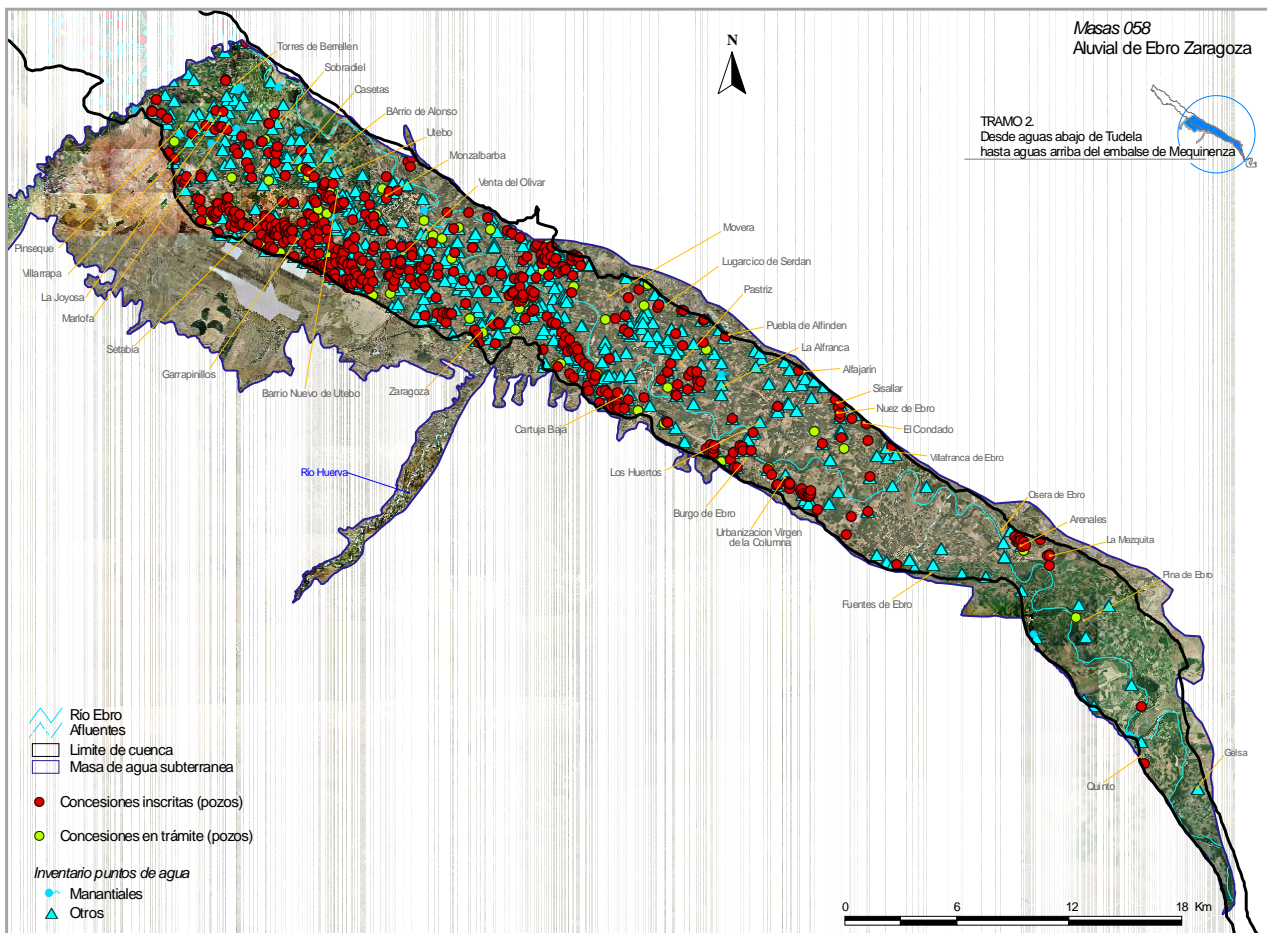 Masas 058
Aluvial de Ebro Zaragoza
N
TRAMO 2.
Desde aguas abajo de Tudela
hasta aguas arriba del embalse de Mequinenza
Torres de Berrellen
Sobradiel
Casetas
BArrio de Alonso
Utebo
Monzalbarba
Venta del Olivar
Movera
Lugarcico de Serdan
Pastriz
Puebla de Alfinden
La Alfranca
Alfajarin
Sisallar
Nuez de Ebro
El Condado
Villafranca de Ebro
Osera de Ebro
Arenales
La Mezquita
Pina de Ebro
Gelsa
Quinto
Fuentes de Ebro
Urbanizacion Virgen
de la Columna
Burgo de Ebro
Los Huertos
Cartuja Baja
Zaragoza
Barrio Nuevo de Utebo
Garrapinillos
Setabia
Marlofa
La Joyosa
Villarrapa
Pinseque
Río Huerva
Río Ebro
Afluentes
Limite de cuenca
Masa de agua subterranea
Concesiones inscritas (pozos)
Concesiones en trámite (pozos)
Inventario puntos de agua
Manantiales
Otros
0 6 12 18 Km